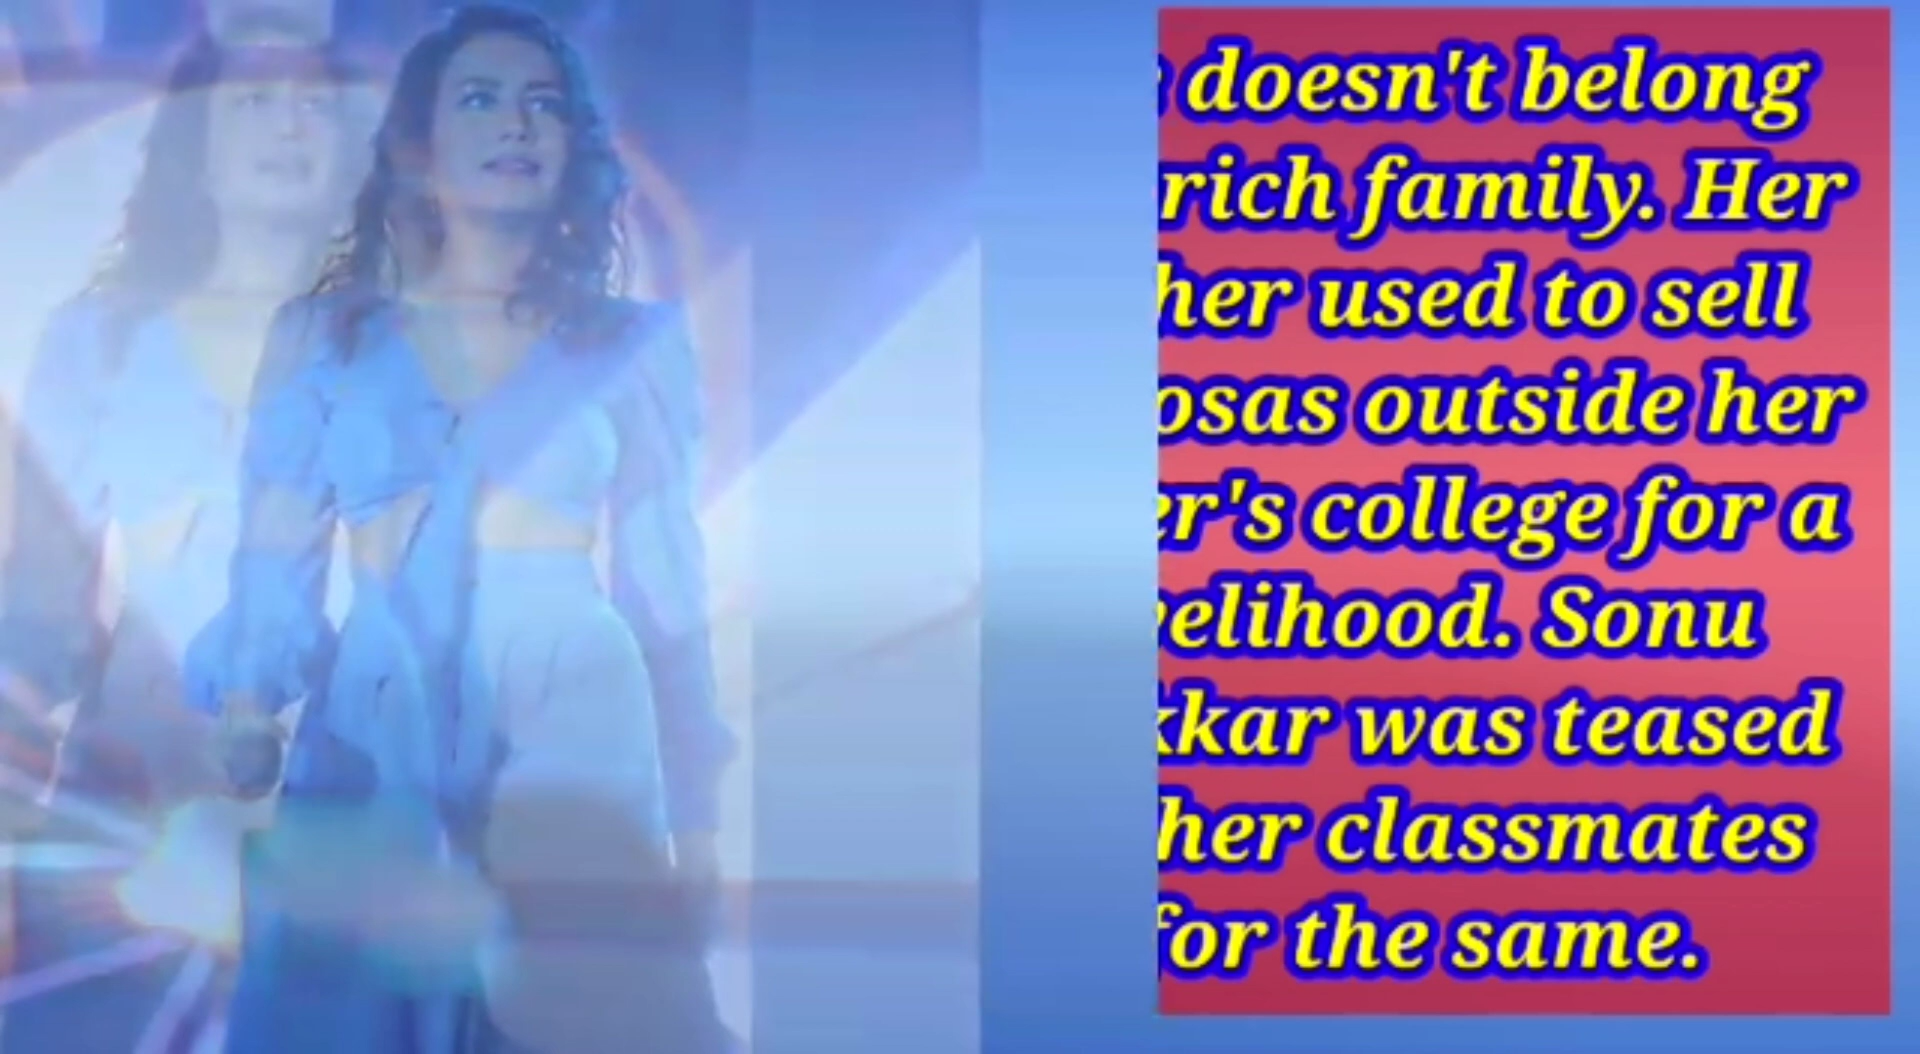 doesn't belong
rich family. Her
her used to sell
osas outside her
er's college for a
elihood. Sonu
kkar was teased
her classmates
for the same.